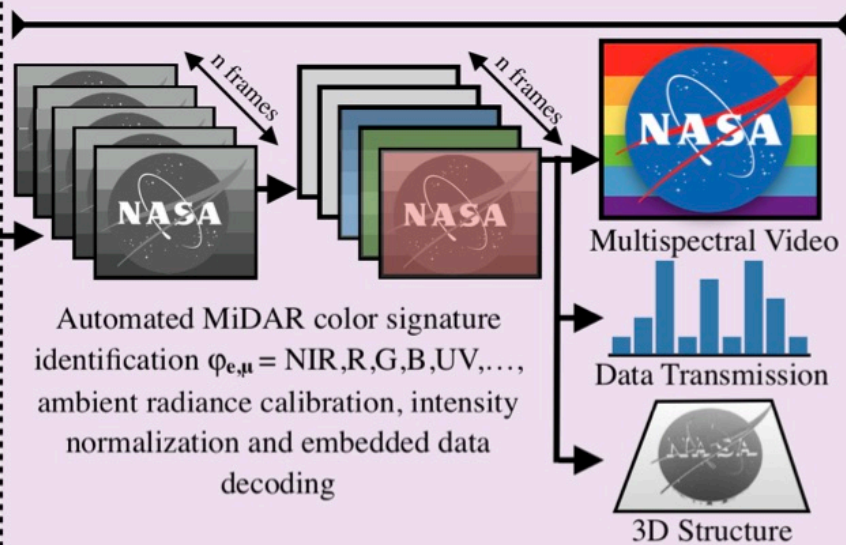 n frames
n frames
NASA
NASA
NASA
Multispectral Video
Automated MiDAR color signature
identification φe,μ = NIR,R,G,B,UV,…,
ambient radiance calibration, intensity
normalization and embedded data
decoding
Data Transmission
NASA
3D Structure